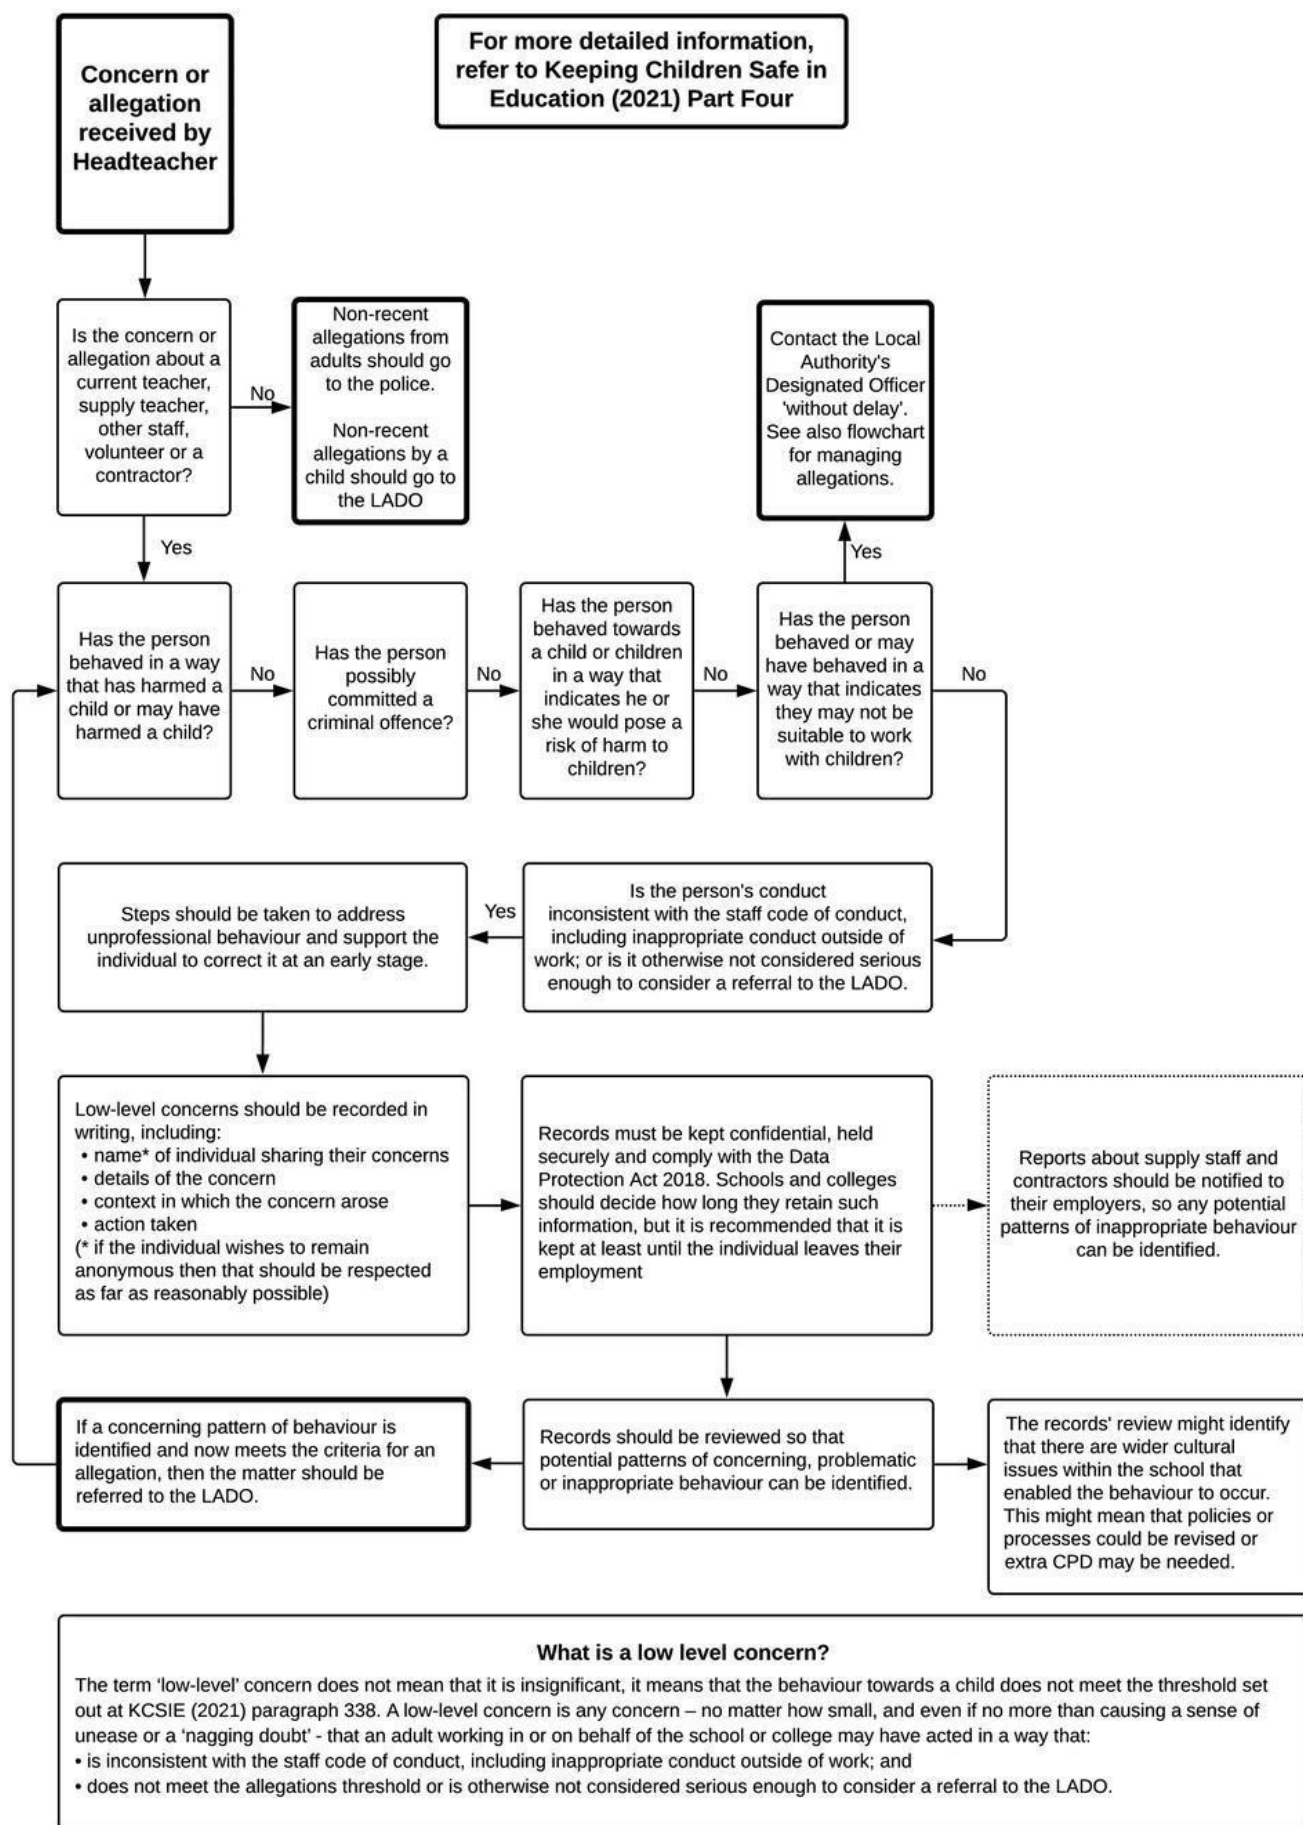 Concern or
allegation
received by
Headteacher
For more detailed information,
refer to Keeping Children Safe in
Education (2021) Part Four
Is the concern or
allegation about a
current teacher,
supply teacher,
other staff,
volunteer or a
contractor?
No
Non-recent
allegations from
adults should go
to the police.
Non-recent
allegations by a
child should go to
the LADO
Contact the Local
Authority's
Designated Officer
'without delay'.
See also flowchart
for managing
allegations.
Yes
Yes
Has the person
behaved in a way
that has harmed a
child or may have
harmed a child?
No
Has the person
possibly
committed a
criminal offence?
No
Has the person
behaved towards
a child or children
in a way that
indicates he or
she would pose a
risk of harm to
children?
No
Has the person
behaved or may
have behaved in a
way that indicates
they may not be
suitable to work
with children?
No
Steps should be taken to address
unprofessional behaviour and support the
individual to correct it at an early stage.
Yes
Is the person's conduct
inconsistent with the staff code of conduct,
including inappropriate conduct outside of
work; or is it otherwise not considered serious
enough to consider a referral to the LADO.
Low-level concerns should be recorded in
writing, including:
• name* of individual sharing their concerns
• details of the concern
• context in which the concern arose
• action taken
(* if the individual wishes to remain
anonymous then that should be respected
as far as reasonably possible)
Records must be kept confidential, held
securely and comply with the Data
Protection Act 2018. Schools and colleges
should decide how long they retain such
information, but it is recommended that it is
kept at least until the individual leaves their
employment
Reports about supply staff and
contractors should be notified to
their employers, so any potential
patterns of inappropriate behaviour
can be identified.
If a concerning pattern of behaviour is
identified and now meets the criteria for an
allegation, then the matter should be
referred to the LADO.
Records should be reviewed so that
potential patterns of concerning, problematic
or inappropriate behaviour can be identified.
The records' review might identify
that there are wider cultural
issues within the school that
enabled the behaviour to occur.
This might mean that policies or
processes could be revised or
extra CPD may be needed.
What is a low level concern?
The term ‘low-level’ concern does not mean that it is insignificant, it means that the behaviour towards a child does not meet the threshold set
out at KCSIE (2021) paragraph 338. A low-level concern is any concern – no matter how small, and even if no more than causing a sense of
unease or a ‘nagging doubt' - that an adult working in or on behalf of the school or college may have acted in a way that:
• is inconsistent with the staff code of conduct, including inappropriate conduct outside of work; and
• does not meet the allegations threshold or is otherwise not considered serious enough to consider a referral to the LADO.